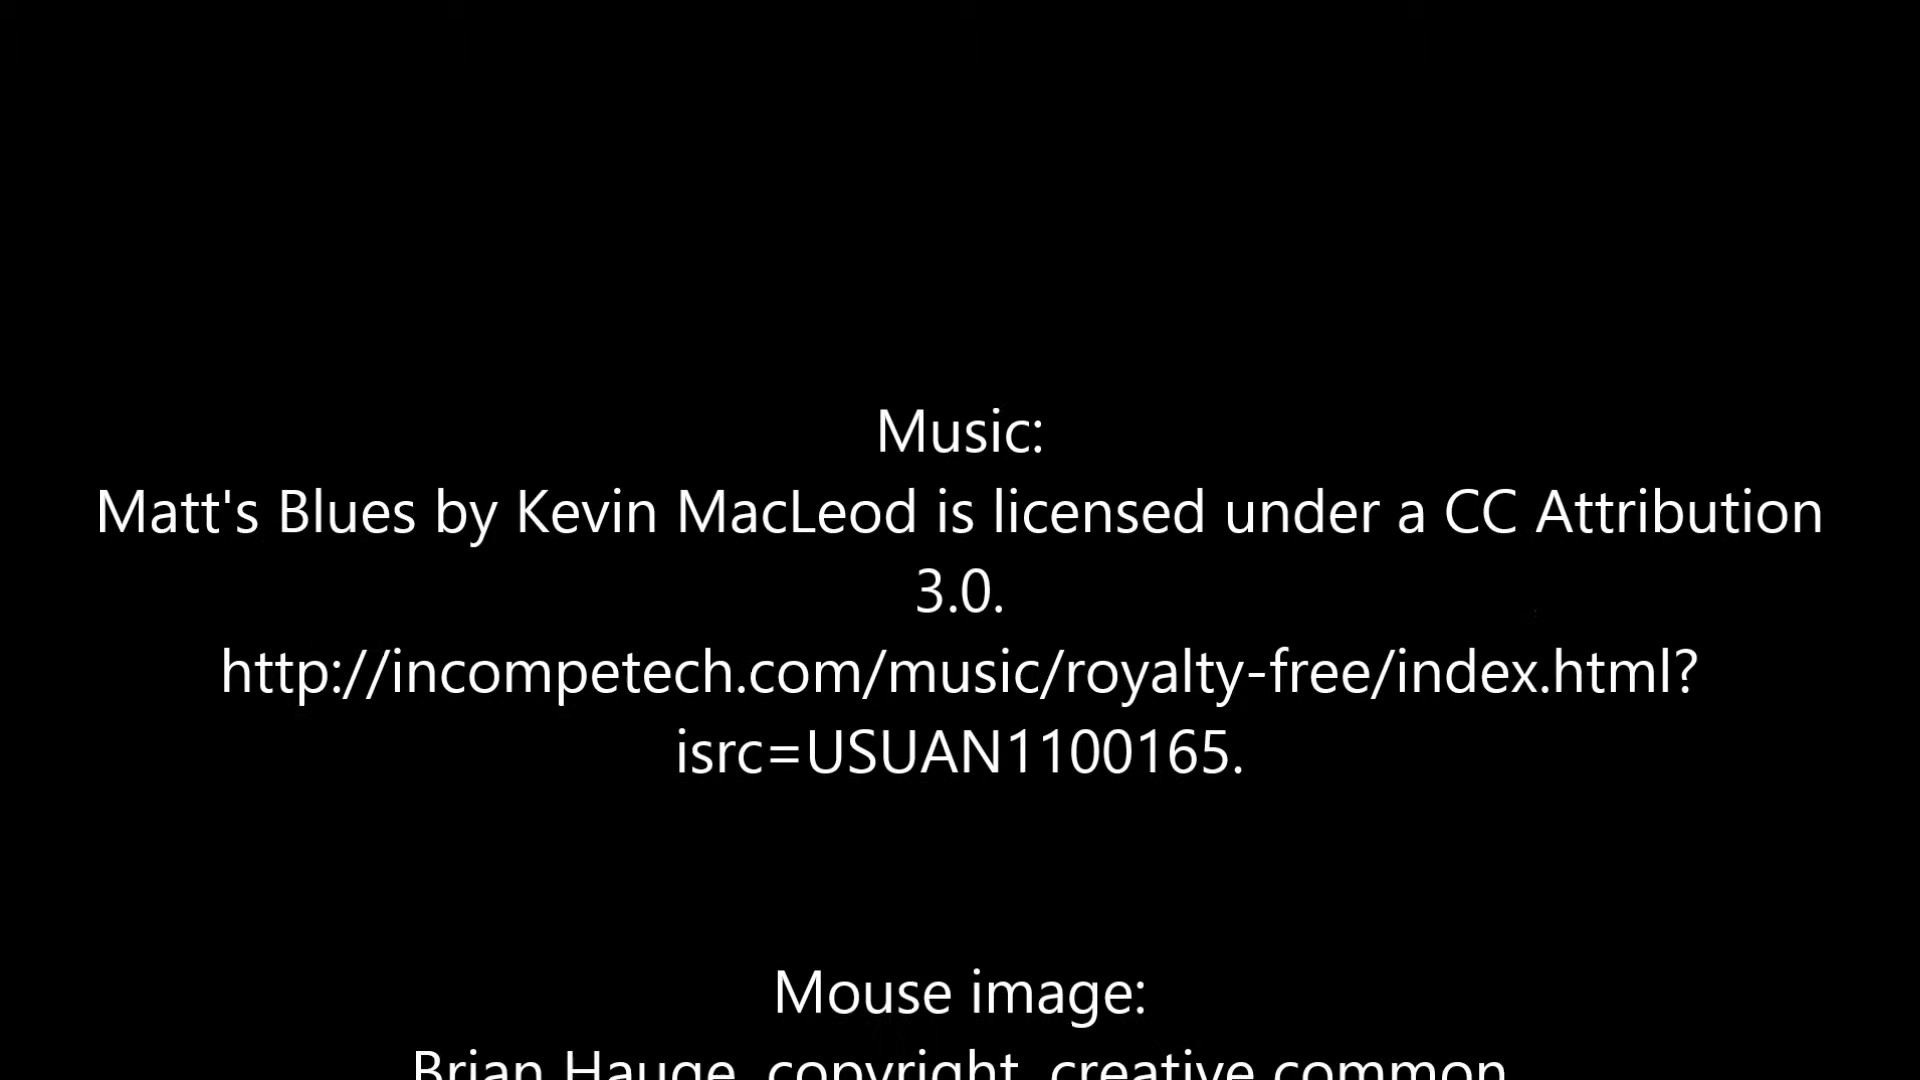 Music:
Matt's Blues by Kevin MacLeod is licensed under a CC Attribution
3.0.
http://incompetech.com/music/royalty-free/index.html?
isrc=USUAN1100165.
Mouse image:
Brian Hauge, copyright, creative common